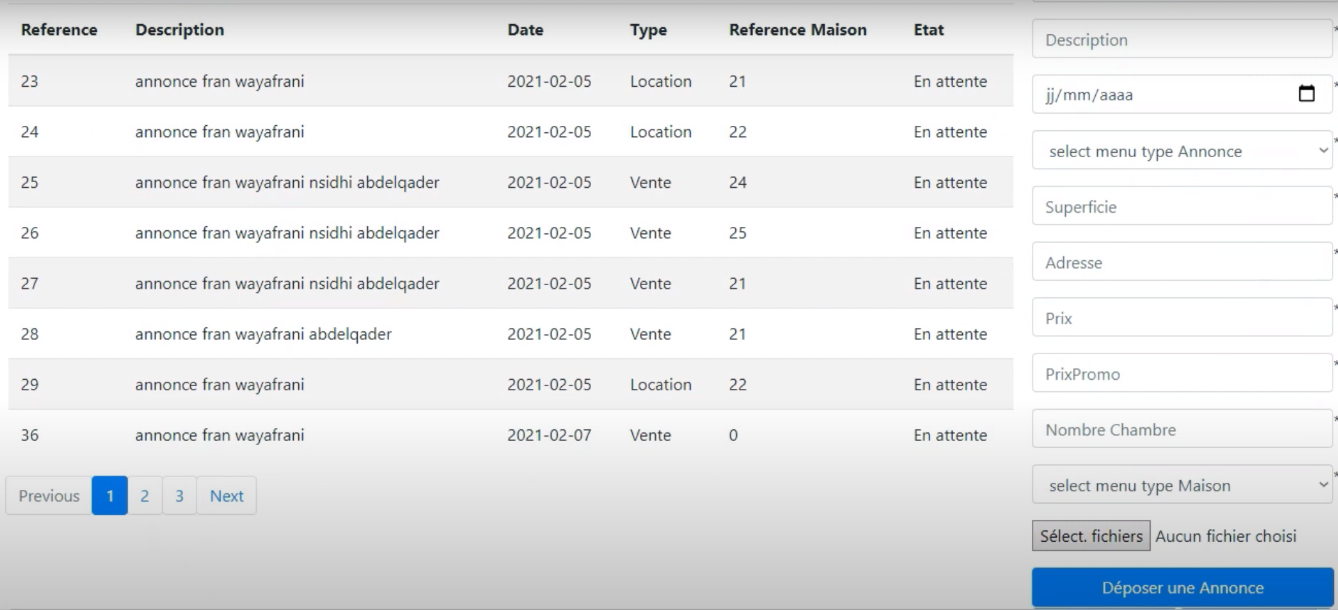 Reference Description Date Type Reference Maison Etat
23 annonce fran wayafrani 2021-02-05 Location 21 En attente
24 annonce fran wayafrani 2021-02-05 Location 22 En attente
25 annonce fran wayafrani nsidhi abdelqader 2021-02-05 Vente 24 En attente
26 annonce fran wayafrani nsidhi abdelqader 2021-02-05 Vente 25 En attente
27 annonce fran wayafrani nsidhi abdelqader 2021-02-05 Vente 21 En attente
28 annonce fran wayafrani abdelqader 2021-02-05 Vente 21 En attente
29 annonce fran wayafrani 2021-02-05 Location 22 En attente
36 annonce fran wayafrani 2021-02-07 Vente 0 En attente
Previous 1 2 3 Next
Description *
jj/mm/aaaa *
select menu type Annonce *
Superficie *
Adresse *
Prix *
PrixPromo *
Nombre Chambre *
select menu type Maison *
Sélect. fichiers Aucun fichier choisi
Déposer une Annonce